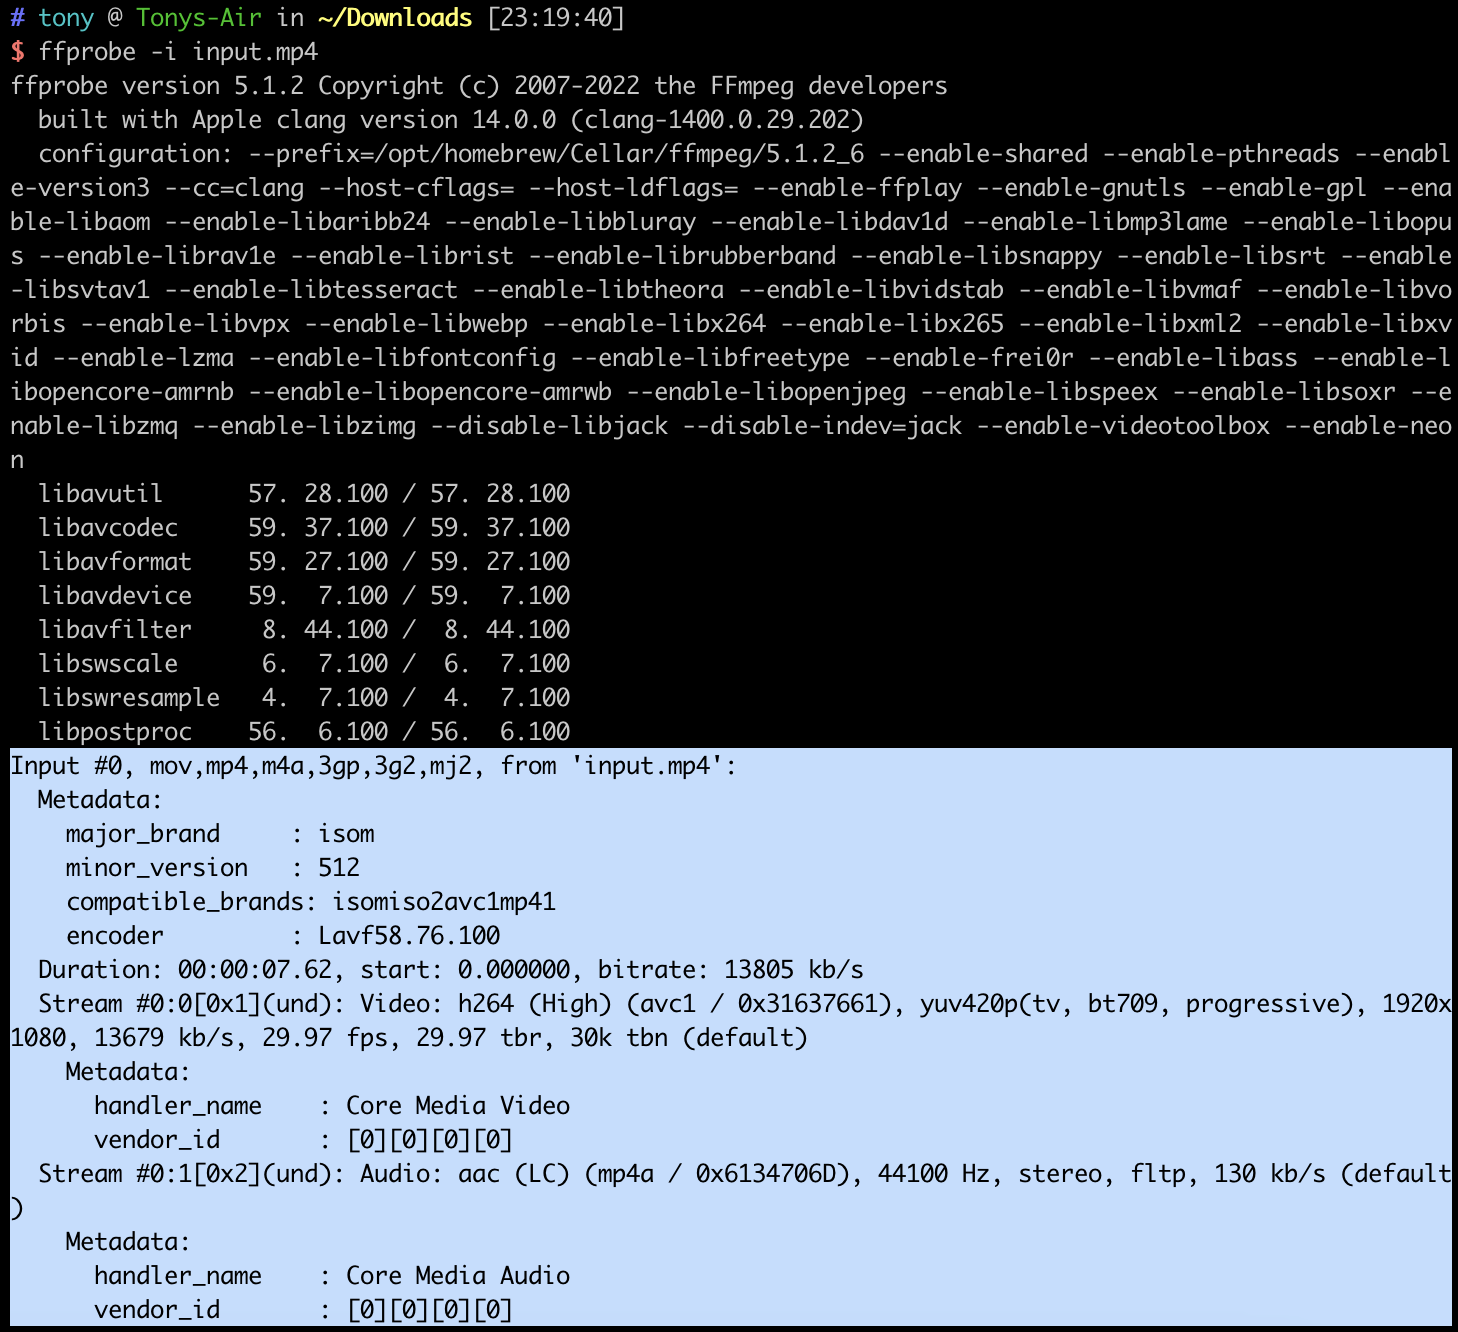 # tony @ Tonys-Air in ~/Downloads [23:19:40]
$ ffprobe -i input.mp4
ffprobe version 5.1.2 Copyright (c) 2007-2022 the FFmpeg developers
  built with Apple clang version 14.0.0 (clang-1400.0.29.202)
  configuration: --prefix=/opt/homebrew/Cellar/ffmpeg/5.1.2_6 --enable-shared --enable-pthreads --enabl
e-version3 --cc=clang --host-cflags= --host-ldflags= --enable-ffplay --enable-gnutls --enable-gpl --ena
ble-libaom --enable-libaribb24 --enable-libbluray --enable-libdav1d --enable-libmp3lame --enable-libopu
s --enable-librav1e --enable-librist --enable-librubberband --enable-libsnappy --enable-libsrt --enable
-libsvtav1 --enable-libtesseract --enable-libtheora --enable-libvidstab --enable-libvmaf --enable-libvo
rbis --enable-libvpx --enable-libwebp --enable-libx264 --enable-libx265 --enable-libxml2 --enable-libxv
id --enable-lzma --enable-libfontconfig --enable-libfreetype --enable-frei0r --enable-libass --enable-l
ibopencore-amrnb --enable-libopencore-amrwb --enable-libopenjpeg --enable-libspeex --enable-libsoxr --e
nable-libzmq --enable-libzimg --disable-libjack --disable-indev=jack --enable-videotoolbox --enable-neo
n
  libavutil      57. 28.100 / 57. 28.100
  libavcodec     59. 37.100 / 59. 37.100
  libavformat    59. 27.100 / 59. 27.100
  libavdevice    59.  7.100 / 59.  7.100
  libavfilter     8. 44.100 /  8. 44.100
  libswscale      6.  7.100 /  6.  7.100
  libswresample   4.  7.100 /  4.  7.100
  libpostproc    56.  6.100 / 56.  6.100
Input #0, mov,mp4,m4a,3gp,3g2,mj2, from 'input.mp4':
  Metadata:
    major_brand     : isom
    minor_version   : 512
    compatible_brands: isomiso2avc1mp41
    encoder         : Lavf58.76.100
  Duration: 00:00:07.62, start: 0.000000, bitrate: 13805 kb/s
  Stream #0:0[0x1](und): Video: h264 (High) (avc1 / 0x31637661), yuv420p(tv, bt709, progressive), 1920x
1080, 13679 kb/s, 29.97 fps, 29.97 tbr, 30k tbn (default)
    Metadata:
      handler_name    : Core Media Video
      vendor_id       : [0][0][0][0]
  Stream #0:1[0x2](und): Audio: aac (LC) (mp4a / 0x6134706D), 44100 Hz, stereo, fltp, 130 kb/s (default
)
    Metadata:
      handler_name    : Core Media Audio
      vendor_id       : [0][0][0][0]